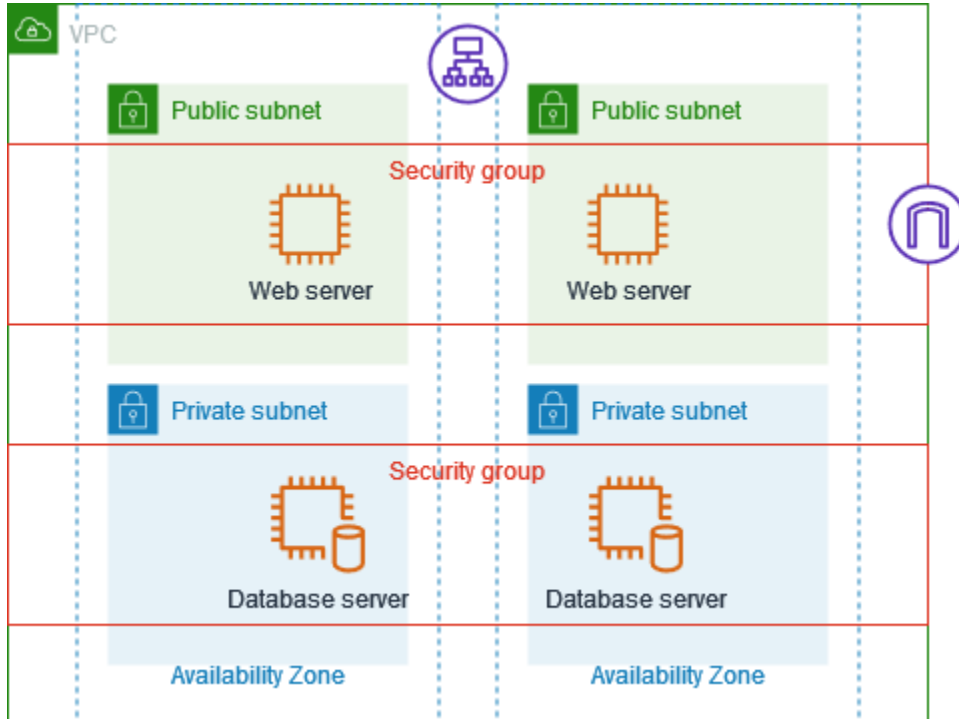 VPC
Public subnet
Public subnet
Security group
Web server
Web server
Private subnet
Private subnet
Security group
Database server
Database server
Availability Zone
Availability Zone